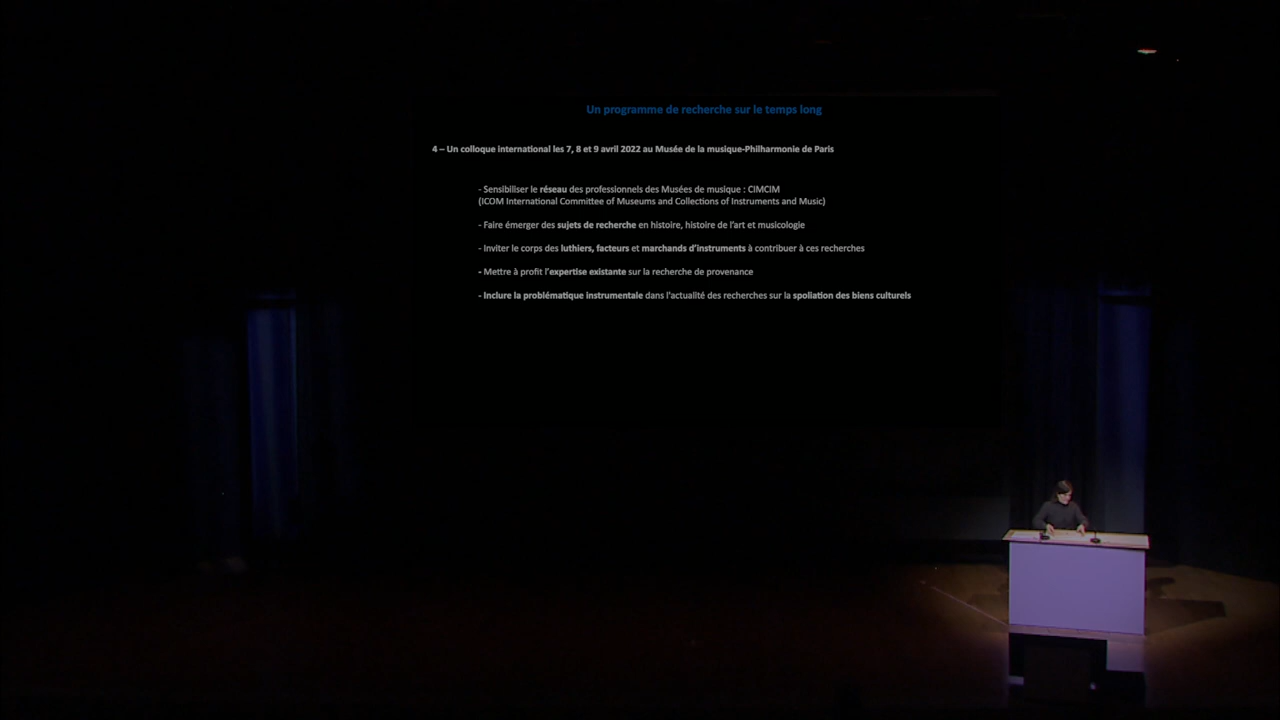 Un programme de recherche sur le temps long
4 – Un colloque international les 7, 8 et 9 avril 2022 au Musée de la musique-Philharmonie de Paris
- Sensibiliser le réseau des professionnels des Musées de musique : CIMCIM
(ICOM International Committee of Museums and Collections of Instruments and Music)
- Faire émerger des sujets de recherche en histoire, histoire de l’art et musicologie
- Inviter le corps des luthiers, facteurs et marchands d’instruments à contribuer à ces recherches
- Mettre à profit l’expertise existante sur la recherche de provenance
- Inclure la problématique instrumentale dans l'actualité des recherches sur la spoliation des biens culturels